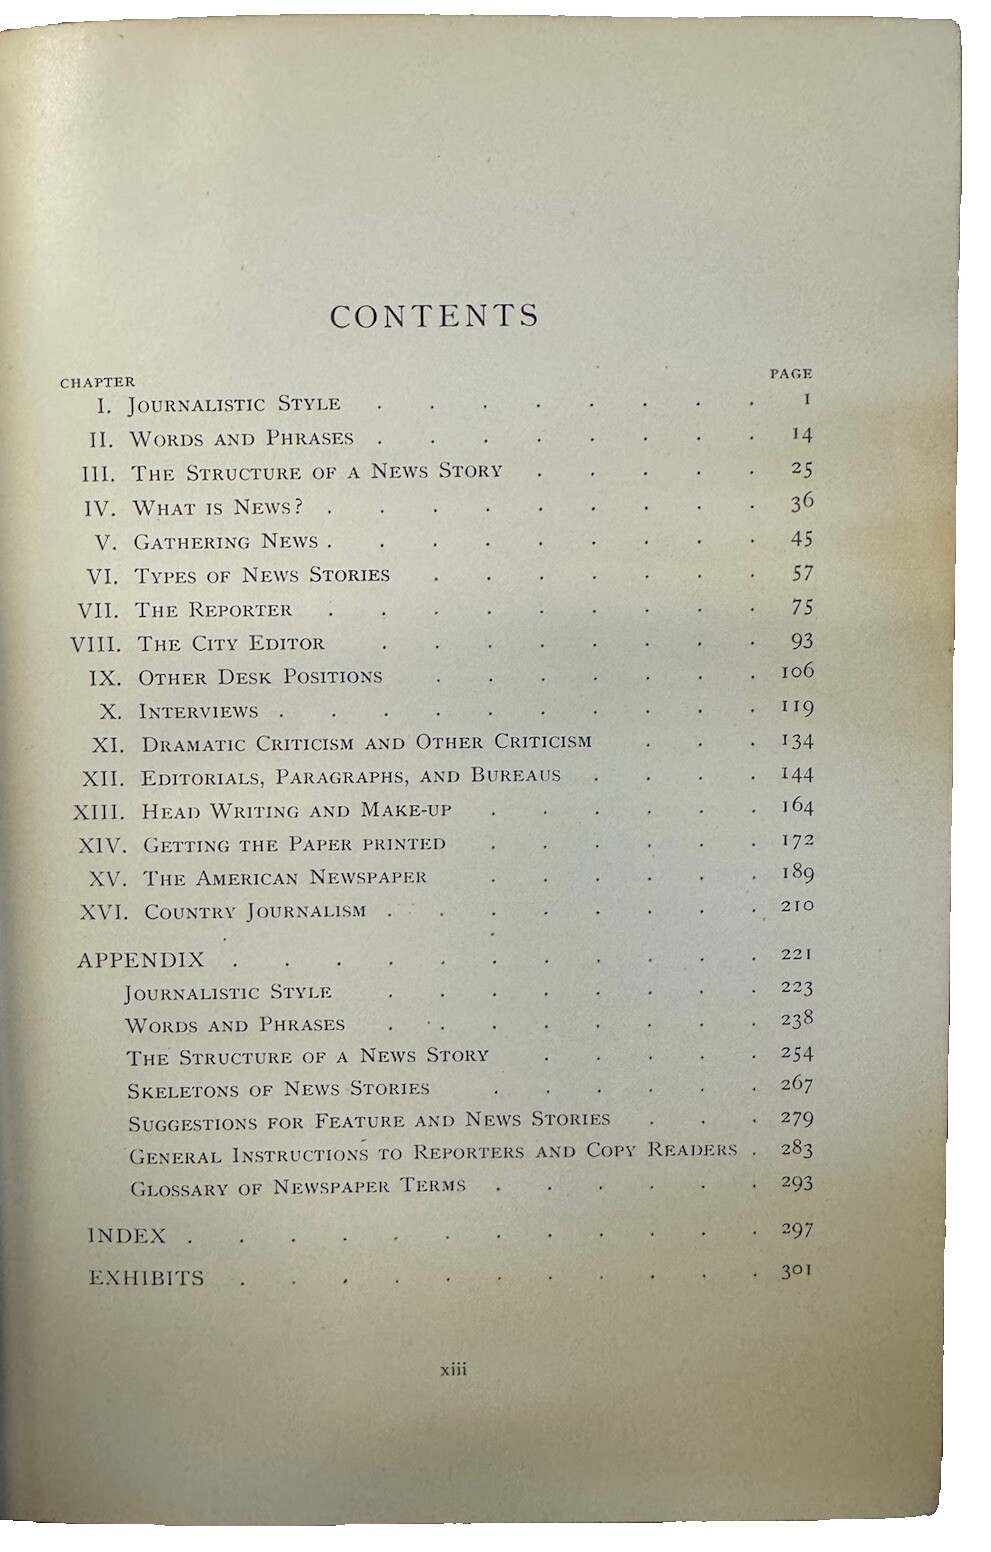 CONTENTS
CHAPTER PAGE
I. JOURNALISTIC STYLE . . . . . . . . 1
II. WORDS AND PHRASES . . . . . . . . 14
III. THE STRUCTURE OF A NEWS STORY . . . . . 25
IV. WHAT IS NEWS? . . . . . . . . . 36
V. GATHERING NEWS . . . . . . . . . 45
VI. TYPES OF NEWS STORIES . . . . . . . 57
VII. THE REPORTER . . . . . . . . . 75
VIII. THE CITY EDITOR . . . . . . . . 93
IX. OTHER DESK POSITIONS . . . . . . . 106
X. INTERVIEWS . . . . . . . . . . 119
XI. DRAMATIC CRITICISM AND OTHER CRITICISM . . . 134
XII. EDITORIALS, PARAGRAPHS, AND BUREAUS . . . . 144
XIII. HEAD WRITING AND MAKE-UP . . . . . . 164
XIV. GETTING THE PAPER PRINTED . . . . . . 172
XV. THE AMERICAN NEWSPAPER . . . . . . 189
XVI. COUNTRY JOURNALISM . . . . . . . . 210
APPENDIX . . . . . . . . . . . 221
JOURNALISTIC STYLE . . . . . . . . 223
WORDS AND PHRASES . . . . . . . . 238
THE STRUCTURE OF A NEWS STORY . . . . . 254
SKELETONS OF NEWS STORIES . . . . . . 267
SUGGESTIONS FOR FEATURE AND NEWS STORIES . . . 279
GENERAL INSTRUCTIONS TO REPORTERS AND COPY READERS . 283
GLOSSARY OF NEWSPAPER TERMS . . . . . . 293
INDEX . . . . . . . . . . . . 297
EXHIBITS . . . . . . . . . . . 301
xiii